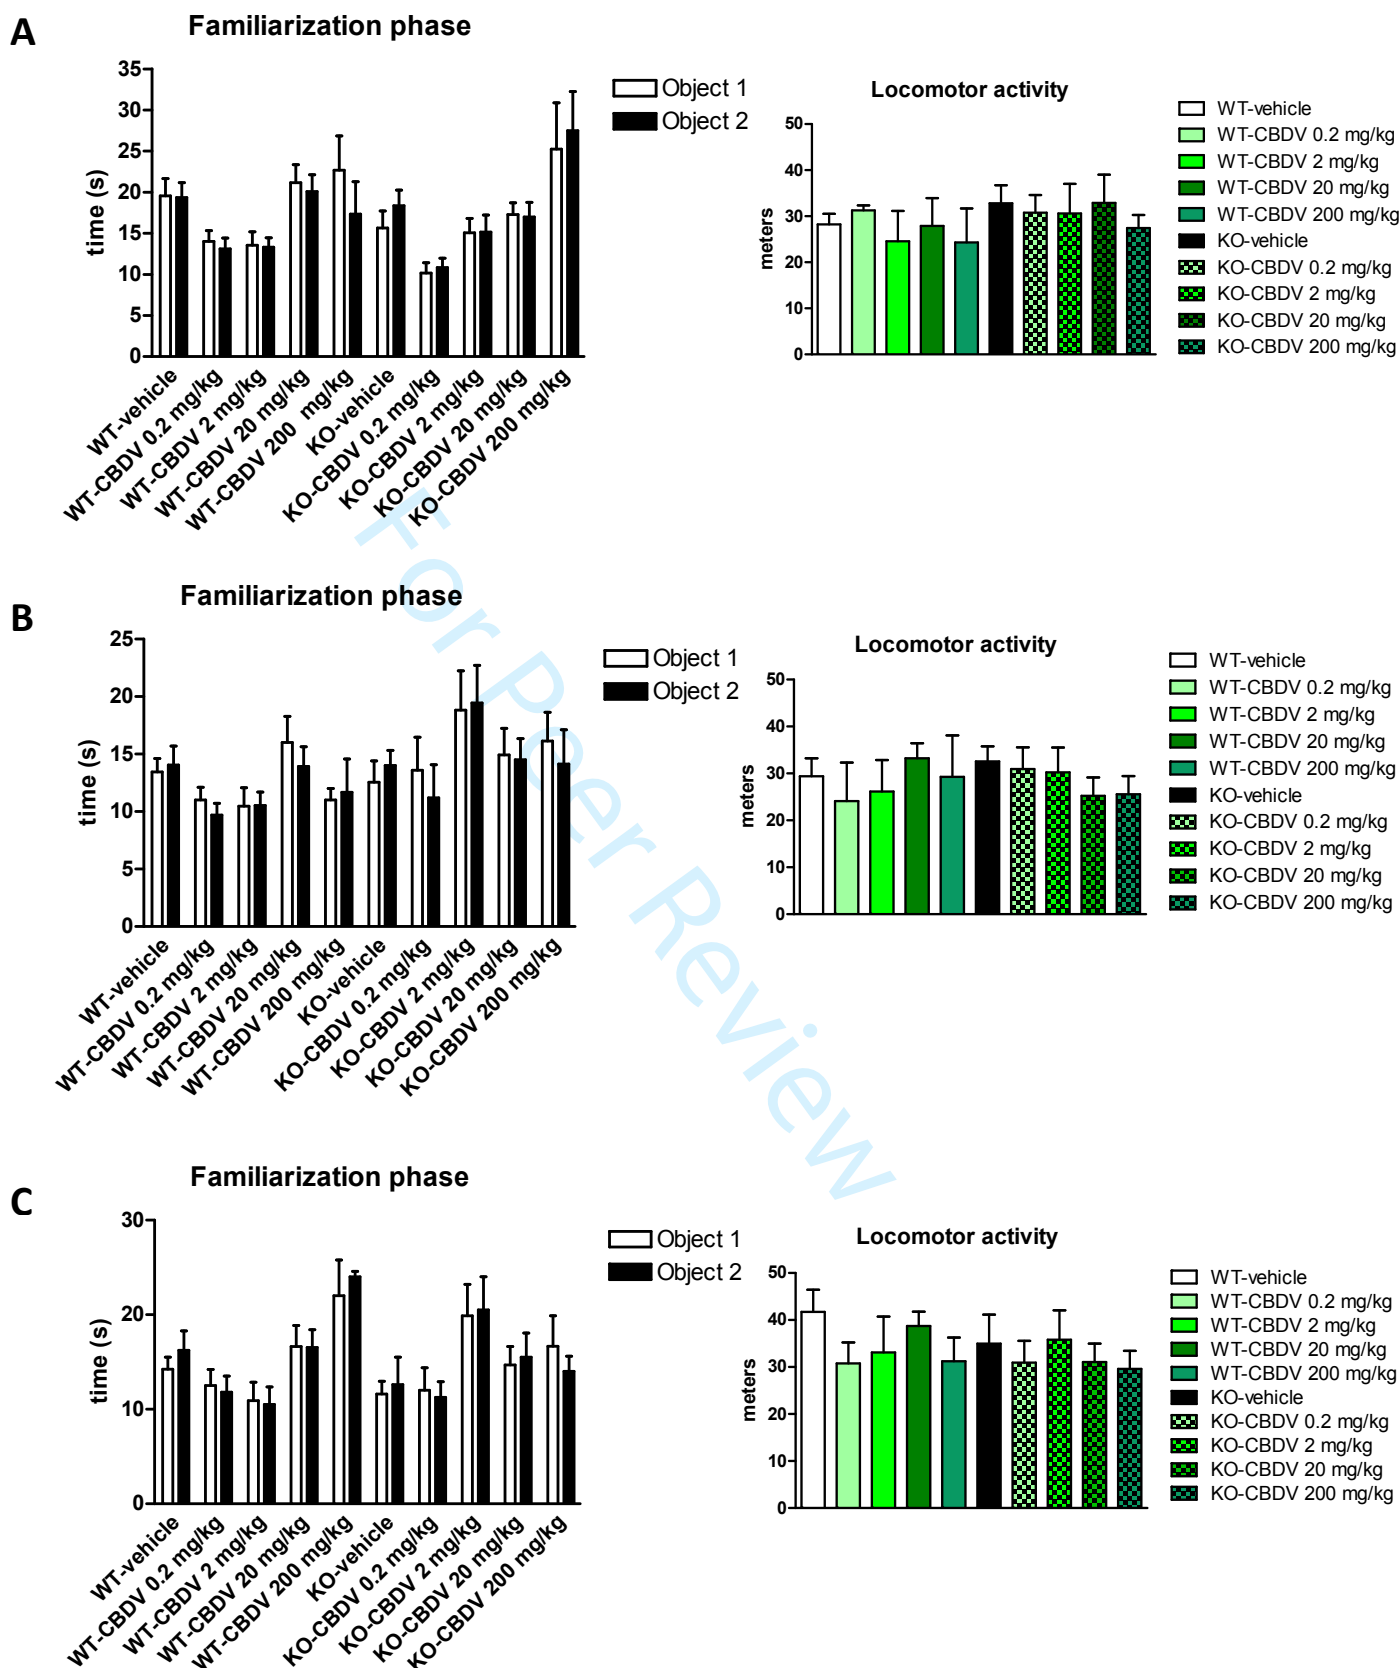 A
Familiarization phase
35
30
25
20
15
10
5
0
time (s)
Object 1
Object 2
WT-vehicle
WT-CBDV 0.2 mg/kg
WT-CBDV 2 mg/kg
WT-CBDV 20 mg/kg
WT-CBDV 200 mg/kg
KO-vehicle
KO-CBDV 0.2 mg/kg
KO-CBDV 2 mg/kg
KO-CBDV 20 mg/kg
KO-CBDV 200 mg/kg
Locomotor activity
50
40
30
20
10
0
meters
WT-vehicle
WT-CBDV 0.2 mg/kg
WT-CBDV 2 mg/kg
WT-CBDV 20 mg/kg
WT-CBDV 200 mg/kg
KO-vehicle
KO-CBDV 0.2 mg/kg
KO-CBDV 2 mg/kg
KO-CBDV 20 mg/kg
KO-CBDV 200 mg/kg
For Peer Review
B
Familiarization phase
25
20
15
10
5
0
time (s)
Object 1
Object 2
WT-vehicle
WT-CBDV 0.2 mg/kg
WT-CBDV 2 mg/kg
WT-CBDV 20 mg/kg
WT-CBDV 200 mg/kg
KO-vehicle
KO-CBDV 0.2 mg/kg
KO-CBDV 2 mg/kg
KO-CBDV 20 mg/kg
KO-CBDV 200 mg/kg
Locomotor activity
50
40
30
20
10
0
meters
WT-vehicle
WT-CBDV 0.2 mg/kg
WT-CBDV 2 mg/kg
WT-CBDV 20 mg/kg
WT-CBDV 200 mg/kg
KO-vehicle
KO-CBDV 0.2 mg/kg
KO-CBDV 2 mg/kg
KO-CBDV 20 mg/kg
KO-CBDV 200 mg/kg
C
Familiarization phase
30
20
10
0
time (s)
Object 1
Object 2
WT-vehicle
WT-CBDV 0.2 mg/kg
WT-CBDV 2 mg/kg
WT-CBDV 20 mg/kg
WT-CBDV 200 mg/kg
KO-vehicle
KO-CBDV 0.2 mg/kg
KO-CBDV 2 mg/kg
KO-CBDV 20 mg/kg
KO-CBDV 200 mg/kg
Locomotor activity
50
40
30
20
10
0
meters
WT-vehicle
WT-CBDV 0.2 mg/kg
WT-CBDV 2 mg/kg
WT-CBDV 20 mg/kg
WT-CBDV 200 mg/kg
KO-vehicle
KO-CBDV 0.2 mg/kg
KO-CBDV 2 mg/kg
KO-CBDV 20 mg/kg
KO-CBDV 200 mg/kg